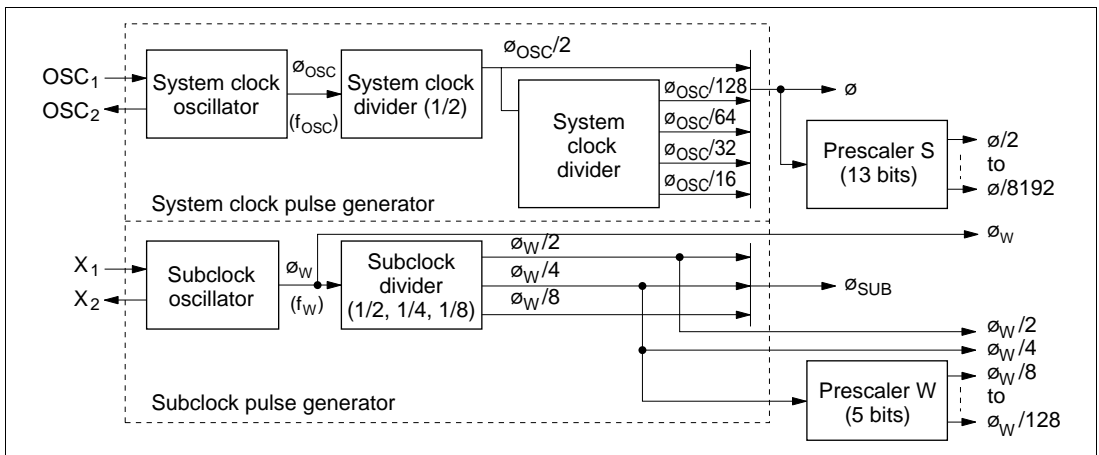 OSC1
OSC2
System clock
oscillator
øOSC
(fOSC)
System clock
divider (1/2)
øOSC/2
System
clock
divider
øOSC/128
øOSC/64
øOSC/32
øOSC/16
ø
Prescaler S
(13 bits)
ø/2
to
ø/8192
System clock pulse generator
X1
X2
Subclock
oscillator
øW
(fW)
Subclock
divider
(1/2, 1/4, 1/8)
øW/2
øW/4
øW/8
øW
øSUB
øW/2
øW/4
Prescaler W
(5 bits)
øW/8
to
øW/128
Subclock pulse generator